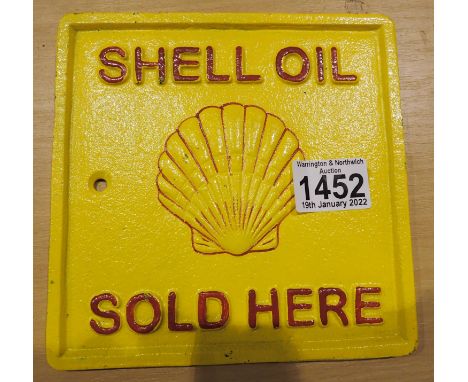 SHELL OIL
Warrington & Northwich
Auction
1452
19th January 2022
SOLD HERE